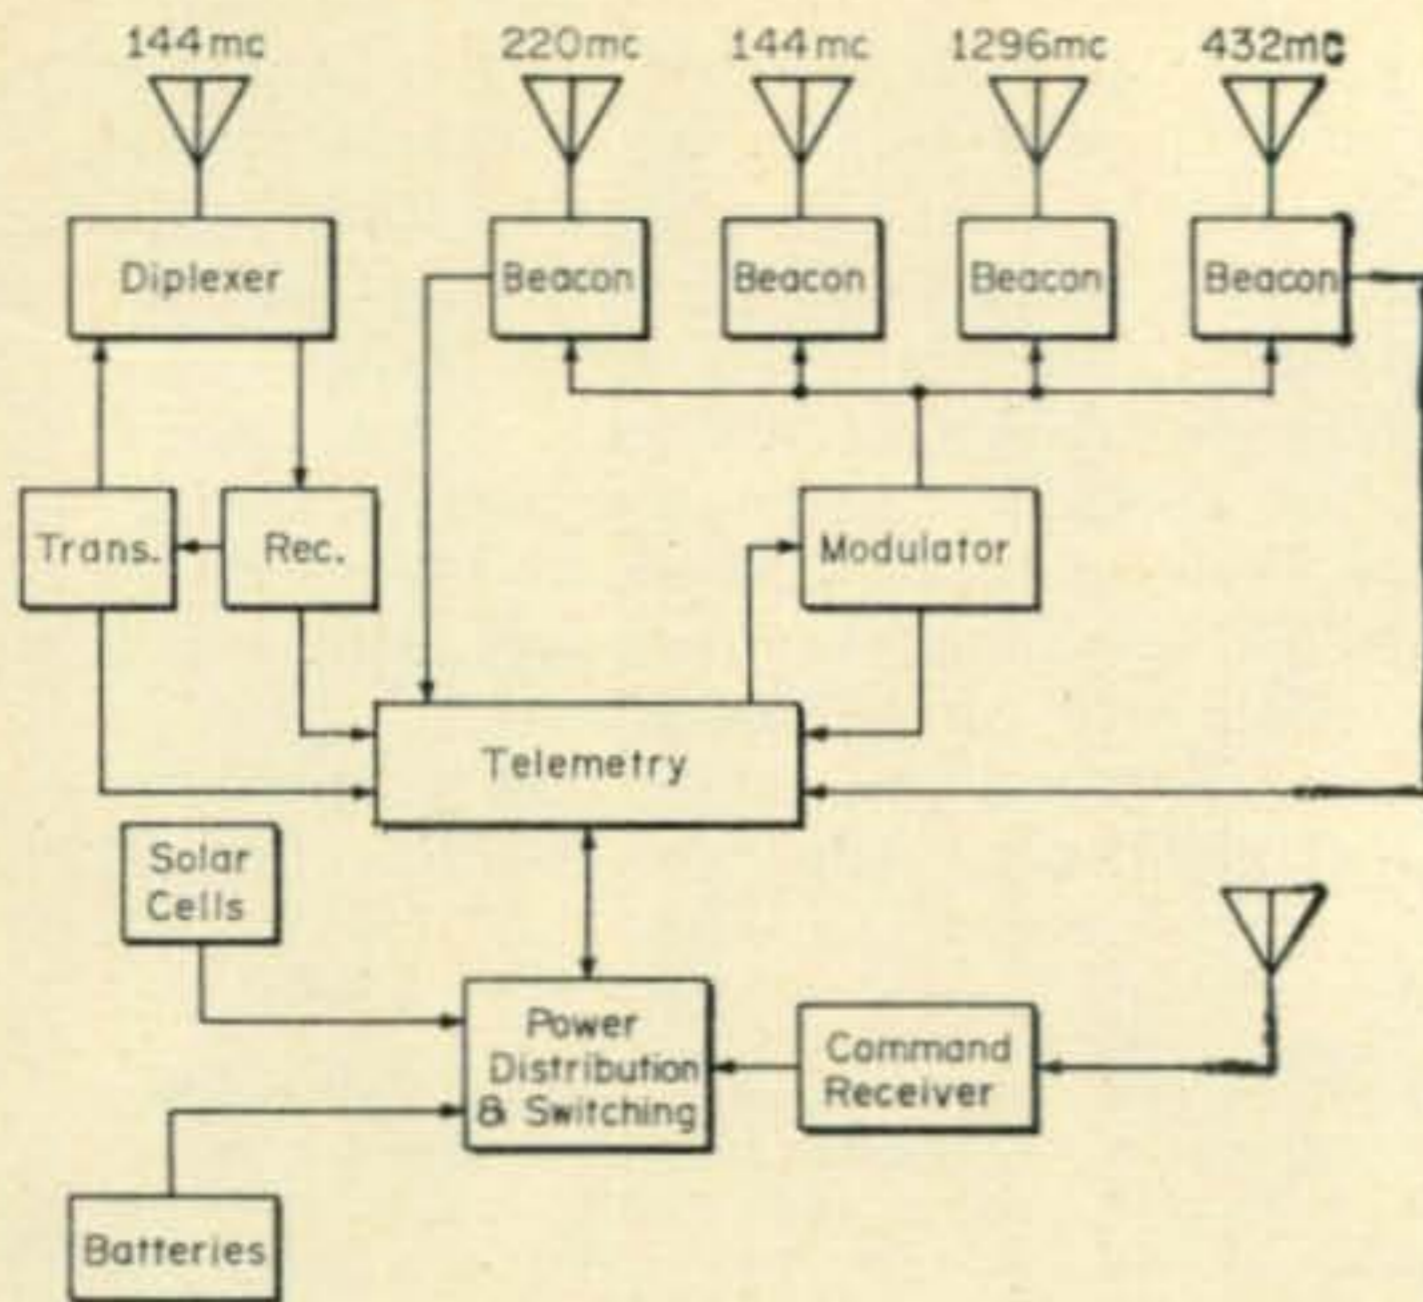 144mc
220mc
144mc
1296mc
432mc
Diplexer
Beacon
Beacon
Beacon
Beacon
Trans.
Rec.
Modulator
Telemetry
Solar
Cells
Power
Distribution
& Switching
Command
Receiver
Batteries